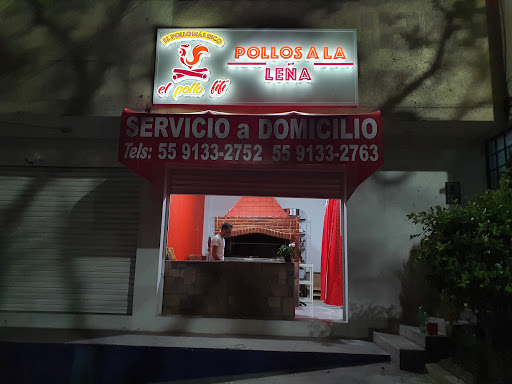 EL POLLO MÁS RICO
el pollo fifí
POLLOS A LA
LEÑA
SERVICIO a DOMICILIO
Tels: 55 9133-2752 55 9133-2763